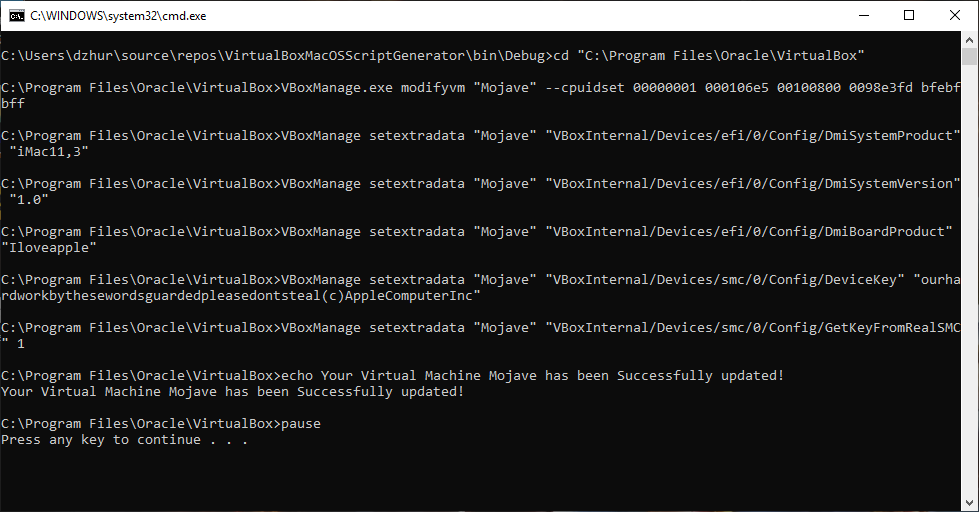 C:\WINDOWS\system32\cmd.exe
C:\Users\dzhur\source\repos\VirtualBoxMacOSScriptGenerator\bin\Debug>cd "C:\Program Files\Oracle\VirtualBox"
C:\Program Files\Oracle\VirtualBox>VBoxManage.exe modifyvm "Mojave" --cpuidset 00000001 000106e5 00100800 0098e3fd bfebf
bff
C:\Program Files\Oracle\VirtualBox>VBoxManage setextradata "Mojave" "VBoxInternal/Devices/efi/0/Config/DmiSystemProduct"
 "iMac11,3"
C:\Program Files\Oracle\VirtualBox>VBoxManage setextradata "Mojave" "VBoxInternal/Devices/efi/0/Config/DmiSystemVersion"
 "1.0"
C:\Program Files\Oracle\VirtualBox>VBoxManage setextradata "Mojave" "VBoxInternal/Devices/efi/0/Config/DmiBoardProduct"
"Iloveapple"
C:\Program Files\Oracle\VirtualBox>VBoxManage setextradata "Mojave" "VBoxInternal/Devices/smc/0/Config/DeviceKey" "ourha
rdworkbythesewordsguardedpleasedontsteal(c)AppleComputerInc"
C:\Program Files\Oracle\VirtualBox>VBoxManage setextradata "Mojave" "VBoxInternal/Devices/smc/0/Config/GetKeyFromRealSMC
" 1
C:\Program Files\Oracle\VirtualBox>echo Your Virtual Machine Mojave has been Successfully updated!
Your Virtual Machine Mojave has been Successfully updated!
C:\Program Files\Oracle\VirtualBox>pause
Press any key to continue . . .